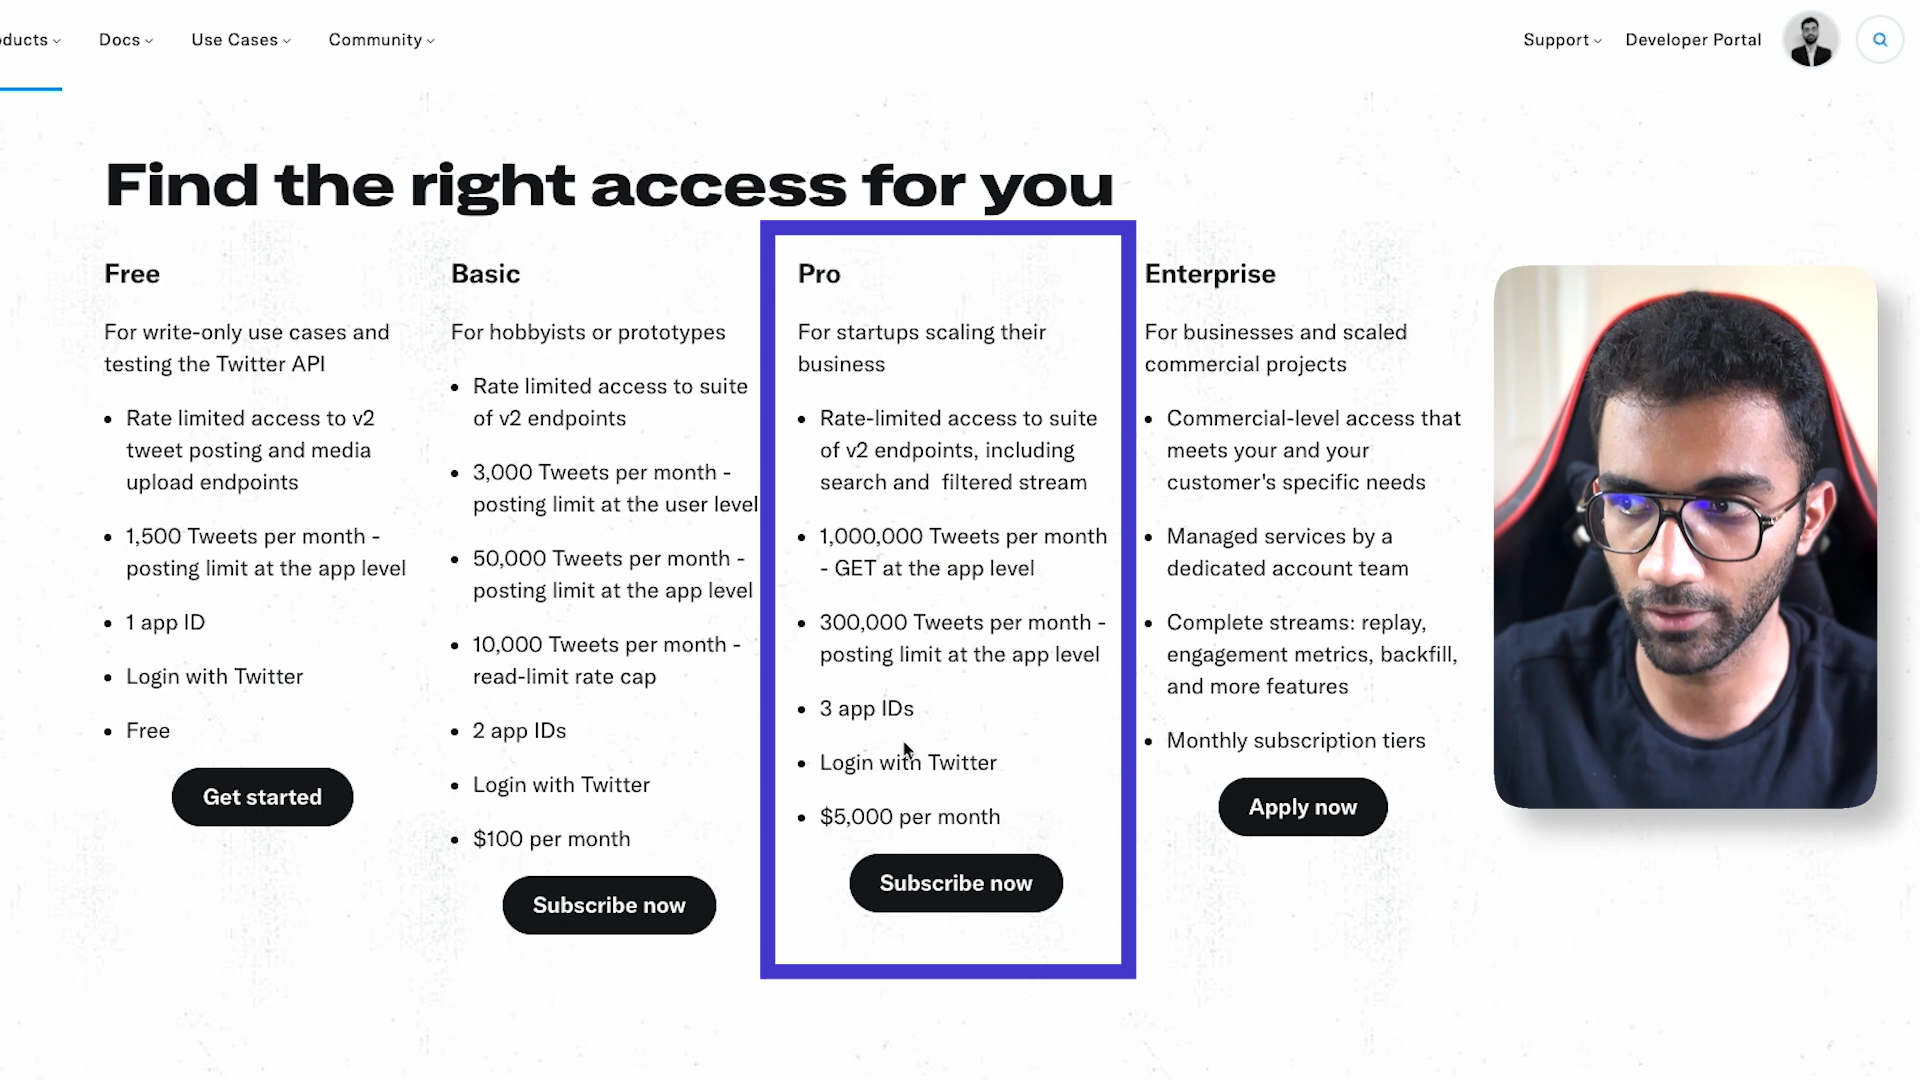 ducts
Docs
Use Cases
Community
Support
Developer Portal
Find the right access for you
Free
For write-only use cases and
testing the Twitter API
• Rate limited access to v2
tweet posting and media
upload endpoints
• 1,500 Tweets per month -
posting limit at the app level
• 1 app ID
• Login with Twitter
• Free
Get started
Basic
For hobbyists or prototypes
• Rate limited access to suite
of v2 endpoints
• 3,000 Tweets per month -
posting limit at the user level
• 50,000 Tweets per month -
posting limit at the app level
• 10,000 Tweets per month -
read-limit rate cap
• 2 app IDs
• Login with Twitter
• $100 per month
Subscribe now
Pro
For startups scaling their
business
• Rate-limited access to suite
of v2 endpoints, including
search and filtered stream
• 1,000,000 Tweets per month
- GET at the app level
• 300,000 Tweets per month -
posting limit at the app level
• 3 app IDs
• Login with Twitter
• $5,000 per month
Subscribe now
Enterprise
For businesses and scaled
commercial projects
• Commercial-level access that
meets your and your
customer's specific needs
• Managed services by a
dedicated account team
• Complete streams: replay,
engagement metrics, backfill,
and more features
• Monthly subscription tiers
Apply now